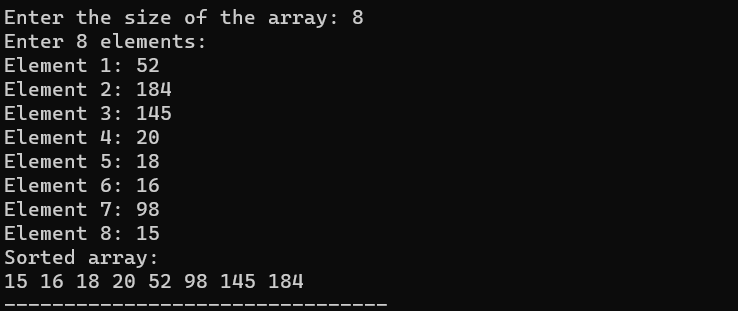 Enter the size of the array: 8
Enter 8 elements:
Element 1: 52
Element 2: 184
Element 3: 145
Element 4: 20
Element 5: 18
Element 6: 16
Element 7: 98
Element 8: 15
Sorted array:
15 16 18 20 52 98 145 184
--------------------------------